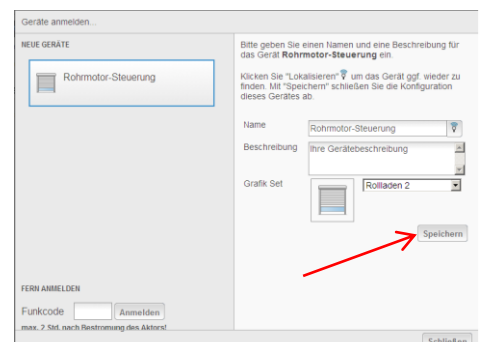 Geräte anmelden...
NEUE GERÄTE
Rohrmotor-Steuerung
FERN ANMELDEN
Funkcode
Anmelden
max. 2 Std. nach Bestromung des Aktors!
Bitte geben Sie einen Namen und eine Beschreibung für
das Gerät Rohrmotor-Steuerung ein.
Klicken Sie "Lokalisieren" um das Gerät ggf. wieder zu
finden. Mit "Speichern" schließen Sie die Konfiguration
dieses Gerätes ab.
Name
Rohrmotor-Steuerung
Beschreibung
Ihre Gerätebeschreibung
Grafik Set
Rollladen 2
Speichern
Schließen